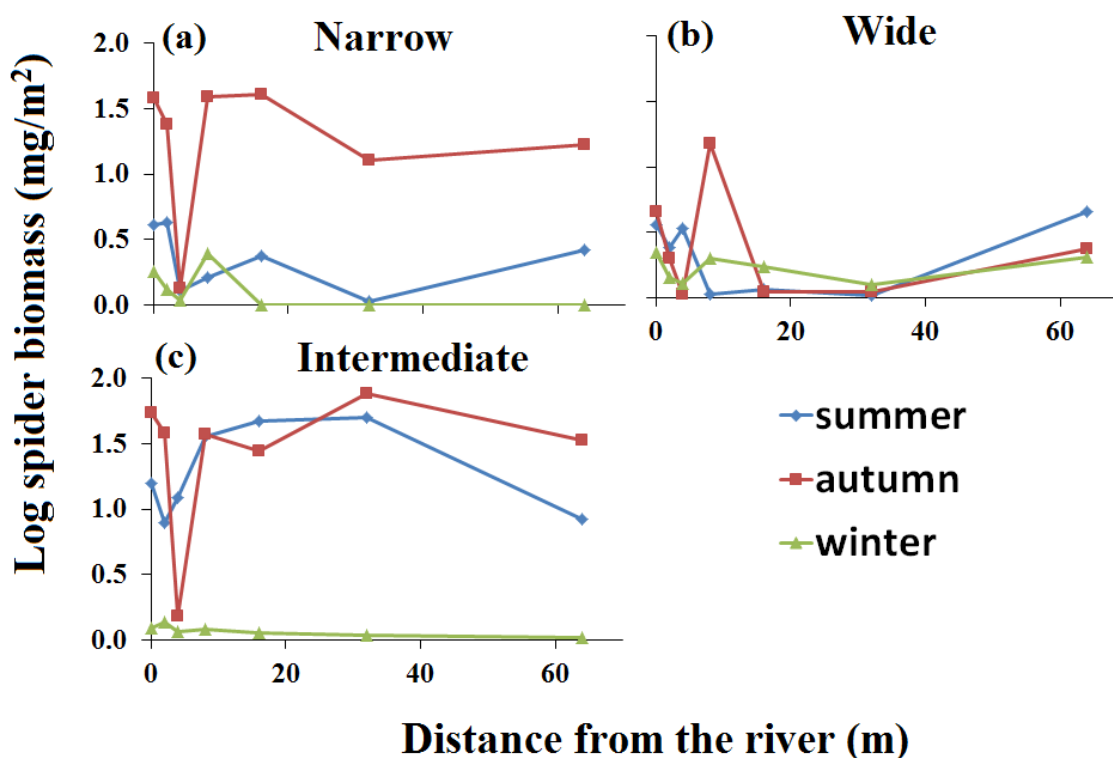 Log spider biomass (mg/m²)
(a) Narrow
2.0
1.5
1.0
0.5
0.0
(b) Wide
0 20 40 60
(c) Intermediate
2.0
1.5
1.0
0.5
0.0
0 20 40 60
summer
autumn
winter
Distance from the river (m)